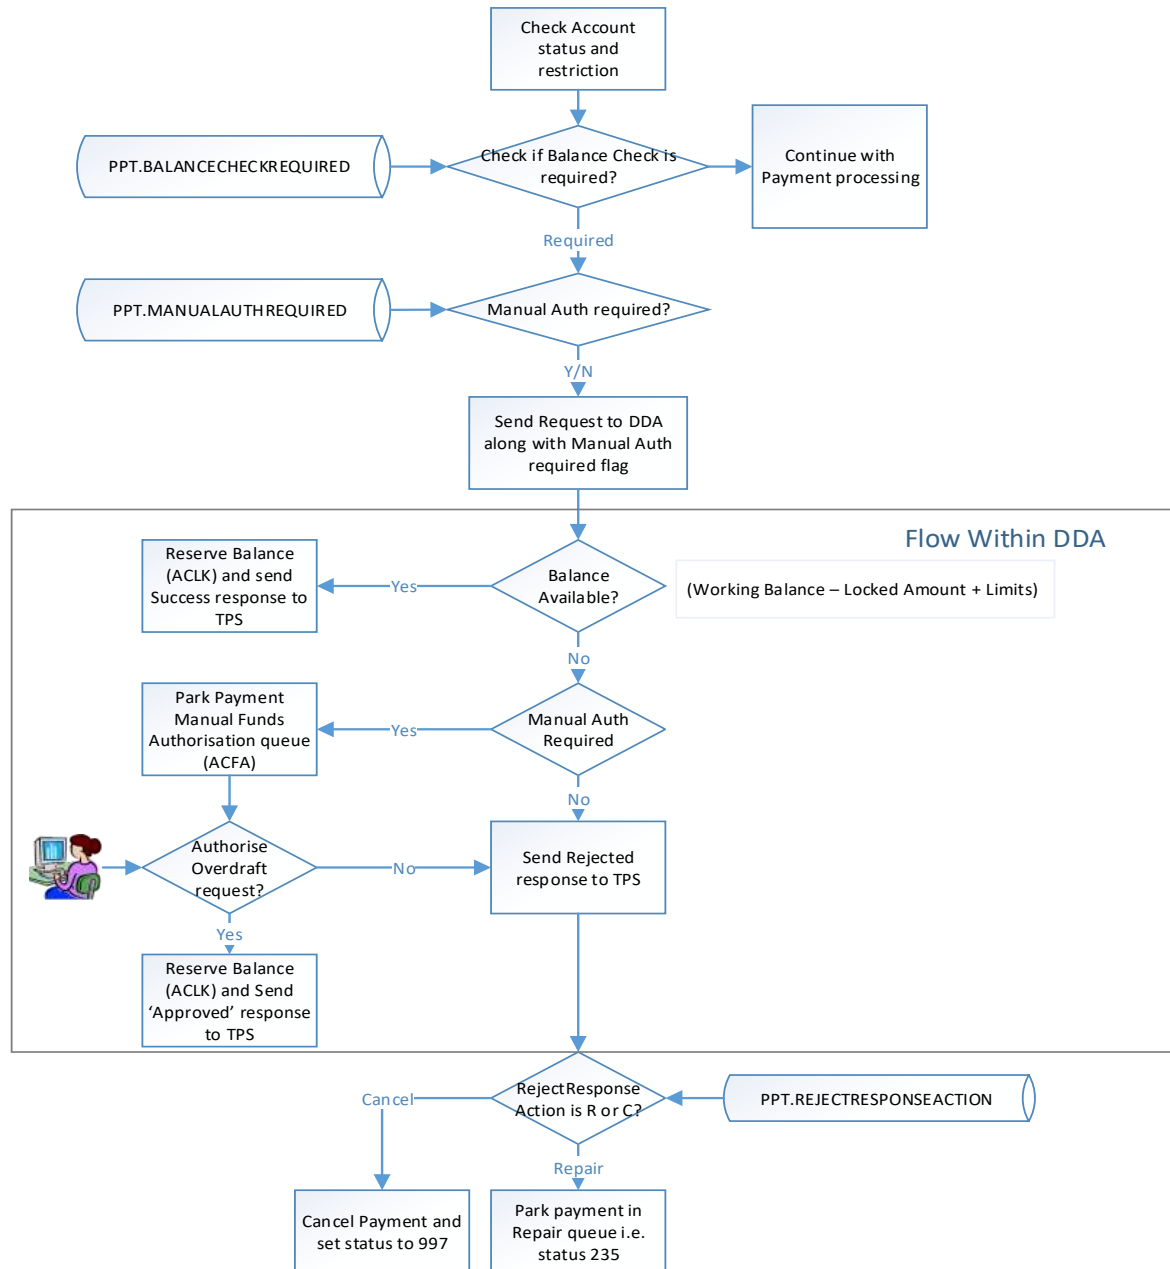 Check Account
status and
restriction
PPT.BALANCECHECKREQUIRED
Check if Balance Check is
required?
Continue with
Payment processing
Required
PPT.MANUALAUTHREQUIRED
Manual Auth required?
Y/N
Send Request to DDA
along with Manual Auth
required flag
Flow Within DDA
Reserve Balance
(ACLK) and send
Success response to
TPS
Yes
Balance
Available?
(Working Balance – Locked Amount + Limits)
No
Park Payment
Manual Funds
Authorisation queue
(ACFA)
Yes
Manual Auth
Required
No
Authorise
Overdraft
request?
No
Send Rejected
response to TPS
Yes
Reserve Balance
(ACLK) and Send
‘Approved’ response
to TPS
RejectResponse
Action is R or C?
PPT.REJECTRESPONSEACTION
Cancel
Repair
Cancel Payment and
set status to 997
Park payment in
Repair queue i.e.
status 235